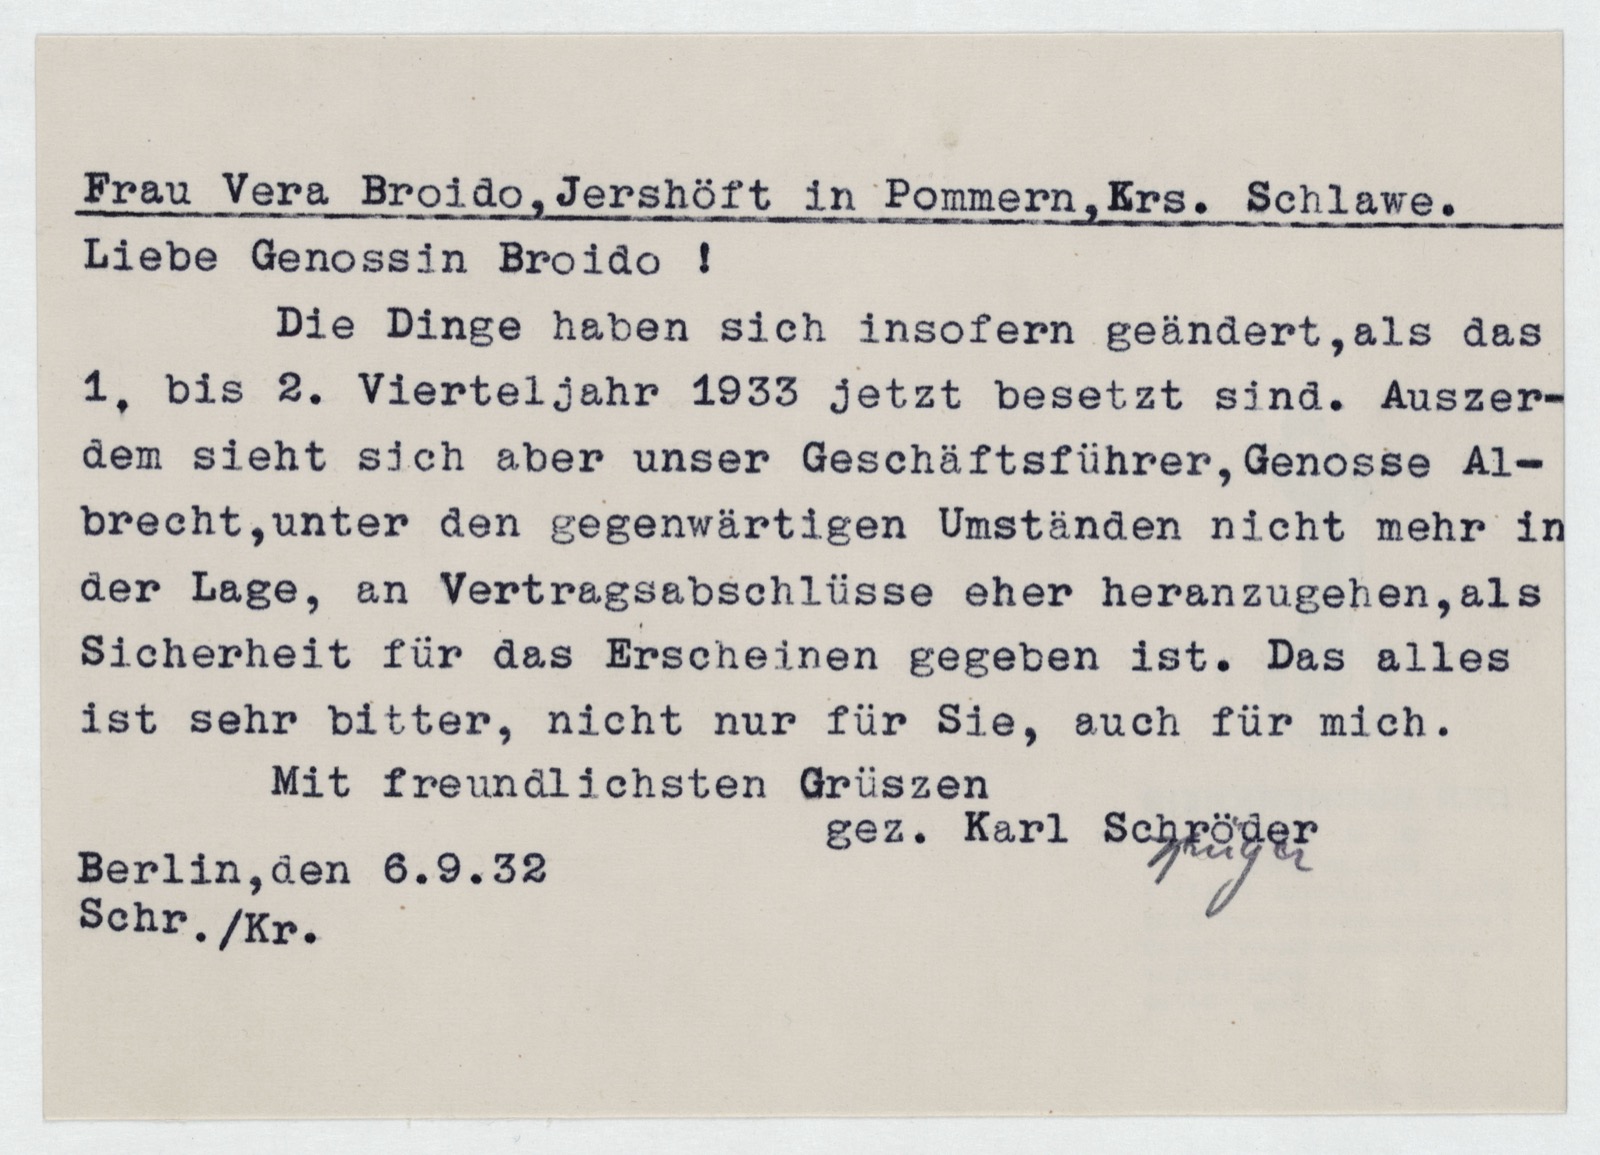 Frau Vera Broido,Jershöft in Pommern,Krs. Schlawe.
Liebe Genossin Broido !
Die Dinge haben sich insofern geändert,als das
1. bis 2. Vierteljahr 1933 jetzt besetzt sind. Auszer-
dem sieht sich aber unser Geschäftsführer,Genosse Al-
brecht,unter den gegenwärtigen Umständen nicht mehr in
der Lage, an Vertragsabschlüsse eher heranzugehen,als
Sicherheit für das Erscheinen gegeben ist. Das alles
ist sehr bitter, nicht nur für Sie, auch für mich.
Mit freundlichsten Grüszen
gez. Karl Schröder
Berlin,den 6.9.32
Schr./Kr.